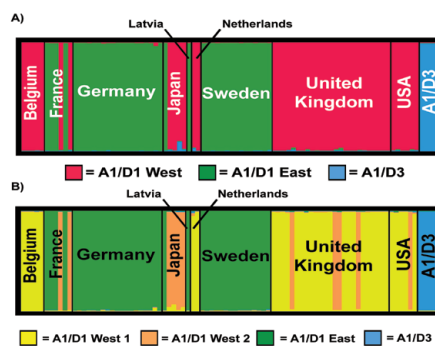 A)
Latvia
Netherlands
Belgium
France
Germany
Japan
Sweden
United
Kingdom
USA
A1/D3
= A1/D1 West = A1/D1 East = A1/D3
B)
Latvia
Netherlands
Belgium
France
Germany
Japan
Sweden
United
Kingdom
USA
A1/D3
= A1/D1 West 1 = A1/D1 West 2 = A1/D1 East = A1/D3